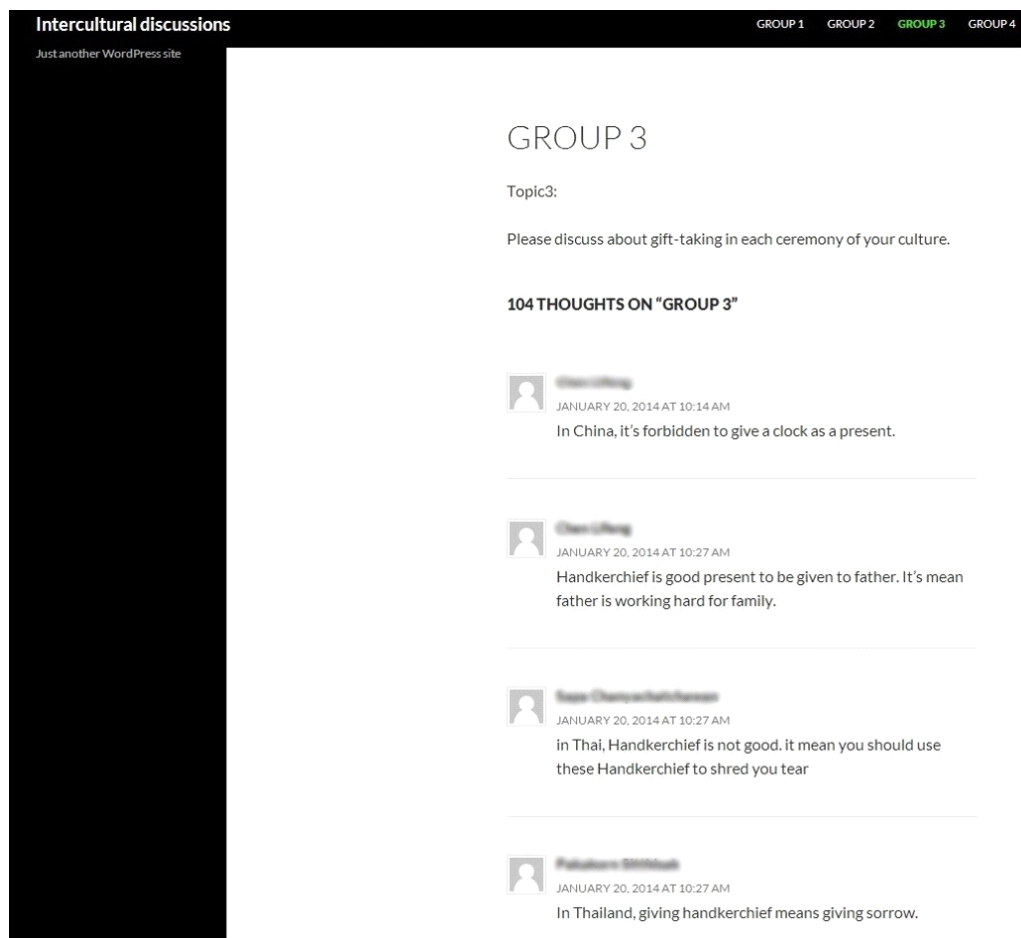 Intercultural discussions
GROUP 1 GROUP 2 GROUP 3 GROUP 4
Just another WordPress site
GROUP 3
Topic3:
Please discuss about gift-taking in each ceremony of your culture.
104 THOUGHTS ON “GROUP 3”
JANUARY 20, 2014 AT 10:14 AM
In China, it’s forbidden to give a clock as a present.
JANUARY 20, 2014 AT 10:27 AM
Handkerchief is good present to be given to father. It’s mean
father is working hard for family.
JANUARY 20, 2014 AT 10:27 AM
in Thai, Handkerchief is not good. it mean you should use
these Handkerchief to shred you tear
JANUARY 20, 2014 AT 10:27 AM
In Thailand, giving handkerchief means giving sorrow.